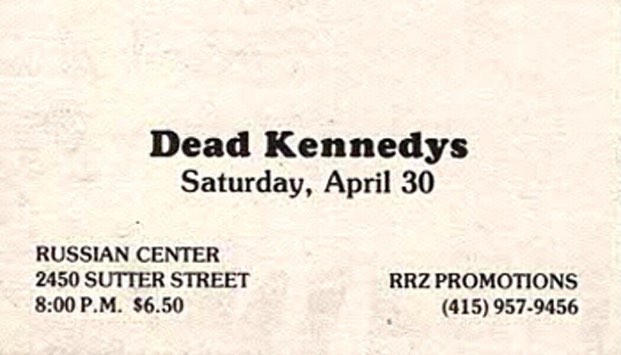 Dead Kennedys
Saturday, April 30
RUSSIAN CENTER
2450 SUTTER STREET
8:00 P.M. $6.50
RRZ PROMOTIONS
(415) 957-9456